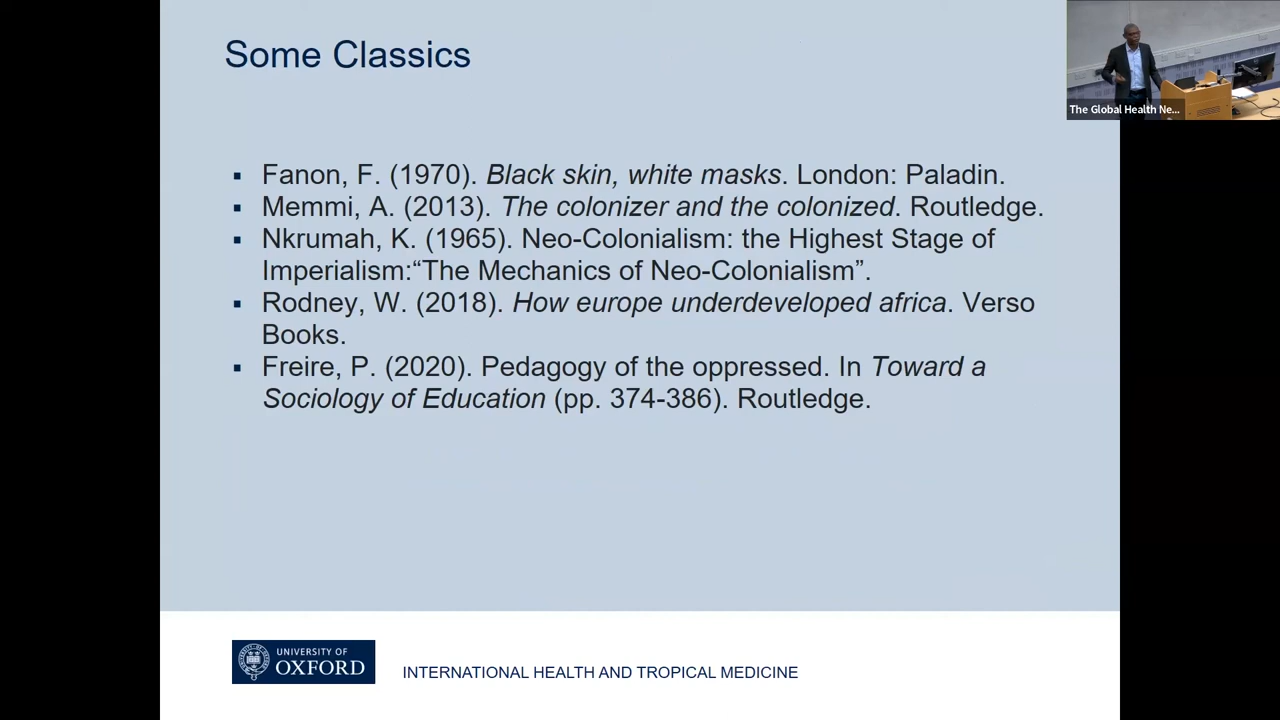 Some Classics
The Global Health Ne...
▪ Fanon, F. (1970). Black skin, white masks. London: Paladin.
▪ Memmi, A. (2013). The colonizer and the colonized. Routledge.
▪ Nkrumah, K. (1965). Neo-Colonialism: the Highest Stage of
Imperialism:“The Mechanics of Neo-Colonialism”.
▪ Rodney, W. (2018). How europe underdeveloped africa. Verso
Books.
▪ Freire, P. (2020). Pedagogy of the oppressed. In Toward a
Sociology of Education (pp. 374-386). Routledge.
UNIVERSITY OF
OXFORD
INTERNATIONAL HEALTH AND TROPICAL MEDICINE